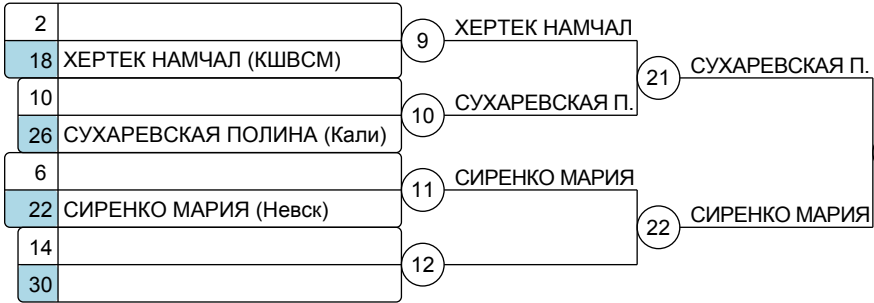 2
18 ХЕРТЕК НАМЧАЛ (КШВСМ)
10
26 СУХАРЕВСКАЯ ПОЛИНА (Кали)
6
22 СИРЕНКО МАРИЯ (Невск)
14
30
9
ХЕРТЕК НАМЧАЛ
10
СУХАРЕВСКАЯ П.
11
СИРЕНКО МАРИЯ
12
21
СУХАРЕВСКАЯ П.
22
СИРЕНКО МАРИЯ